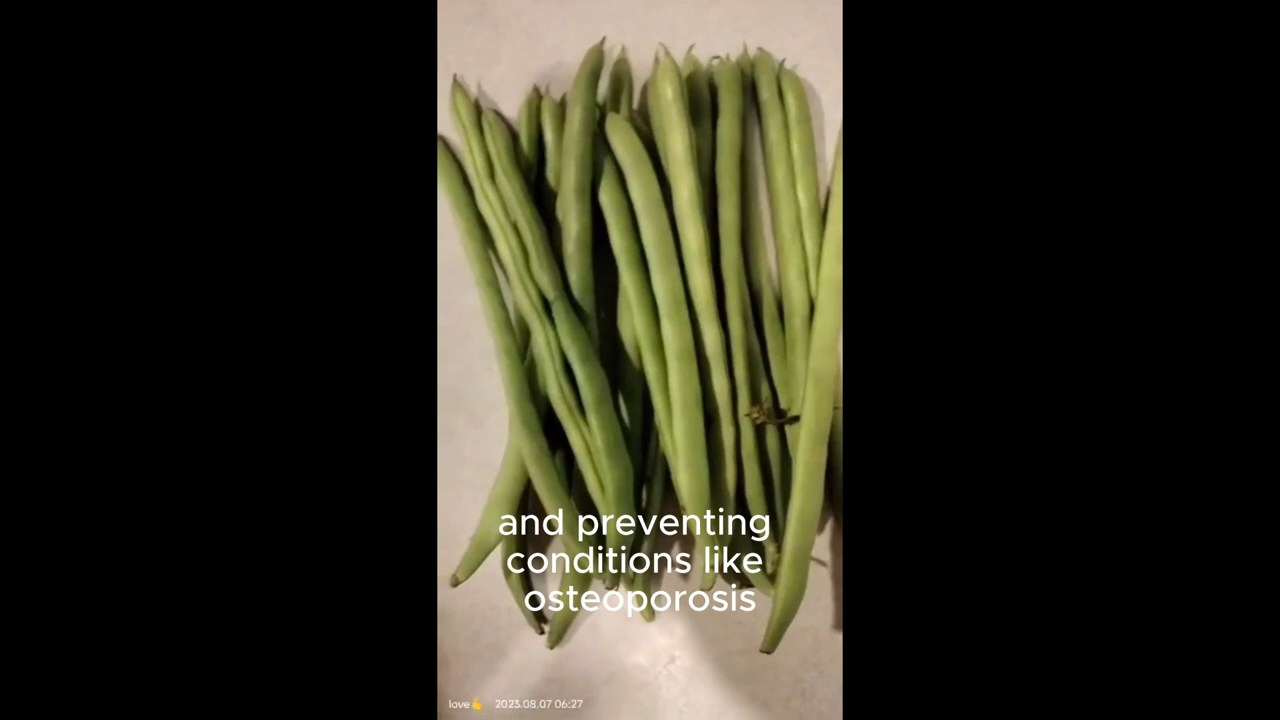 and preventing
conditions like
osteoporosis
love💪 2023.08.07 06:27